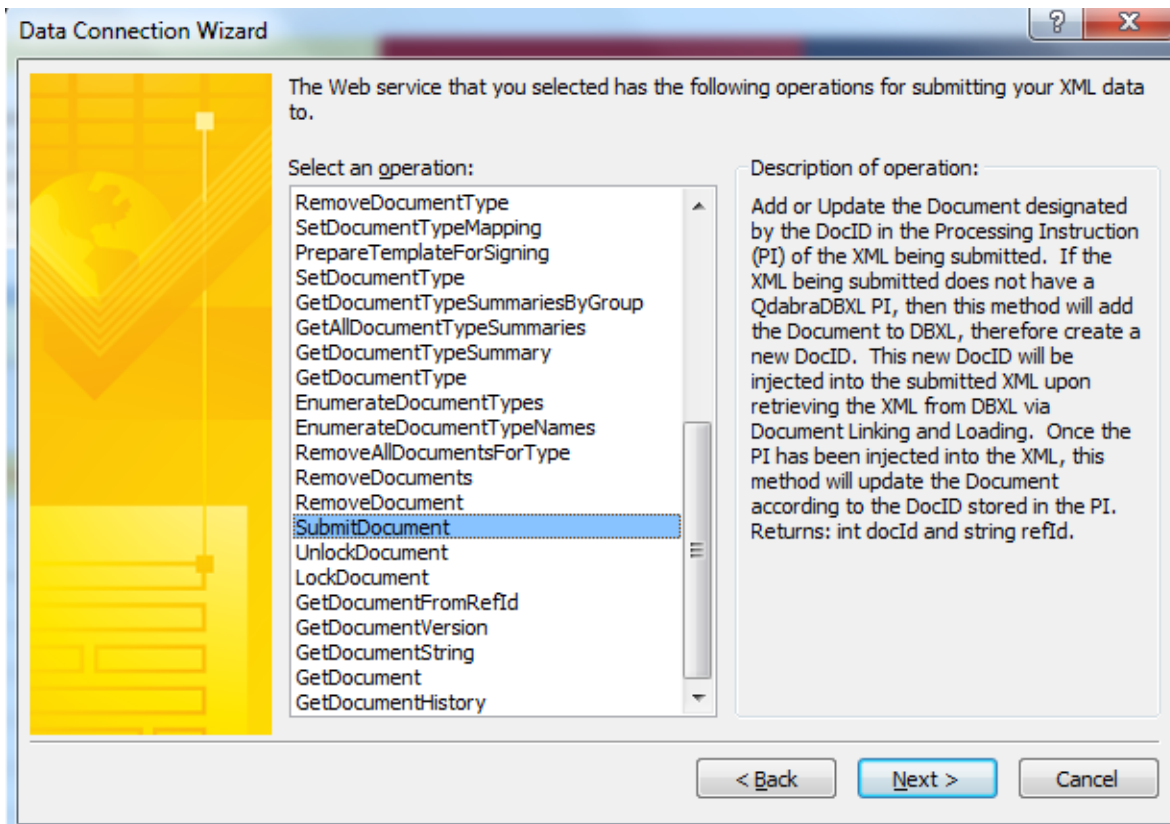 Data Connection Wizard
The Web service that you selected has the following operations for submitting your XML data
to.
Select an operation:
RemoveDocumentType
SetDocumentTypeMapping
PrepareTemplateForSigning
SetDocumentType
GetDocumentTypeSummariesByGroup
GetAllDocumentTypeSummaries
GetDocumentTypeSummary
GetDocumentType
EnumerateDocumentTypes
EnumerateDocumentTypeNames
RemoveAllDocumentsForType
RemoveDocuments
RemoveDocument
SubmitDocument
UnlockDocument
LockDocument
GetDocumentFromRefId
GetDocumentVersion
GetDocumentString
GetDocument
GetDocumentHistory
Description of operation:
Add or Update the Document designated
by the DocID in the Processing Instruction
(PI) of the XML being submitted.  If the
XML being submitted does not have a
QdabraDBXL PI, then this method will add
the Document to DBXL, therefore create a
new DocID.  This new DocID will be
injected into the submitted XML upon
retrieving the XML from DBXL via
Document Linking and Loading.  Once the
PI has been injected into the XML, this
method will update the Document
according to the DocID stored in the PI.
Returns: int docId and string refId.
< Back
Next >
Cancel